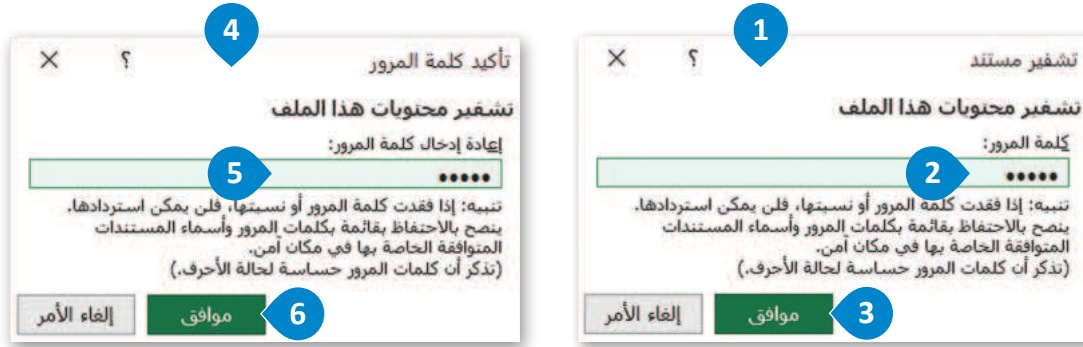 1
تشفير مستند
؟
×
تشفير محتويات هذا الملف
كلمة المرور:
2
•••••
تنبيه: إذا فقدت كلمة المرور أو نسيتها، فلن يمكن استردادها.
ينصح بالاحتفاظ بقائمة بكلمات المرور وأسماء المستندات
المتوافقة الخاصة بها في مكان آمن.
(تذكر أن كلمات المرور حساسة لحالة الأحرف.)
3
موافق
إلغاء الأمر
4
تأكيد كلمة المرور
؟
×
تشفير محتويات هذا الملف
إعادة إدخال كلمة المرور:
5
•••••
تنبيه: إذا فقدت كلمة المرور أو نسيتها، فلن يمكن استردادها.
ينصح بالاحتفاظ بقائمة بكلمات المرور وأسماء المستندات
المتوافقة الخاصة بها في مكان آمن.
(تذكر أن كلمات المرور حساسة لحالة الأحرف.)
6
موافق
إلغاء الأمر